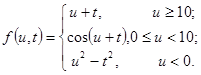 f(u,t) = { u + t, u ≥ 10;
cos(u + t), 0 ≤ u < 10;
u² − t², u < 0.